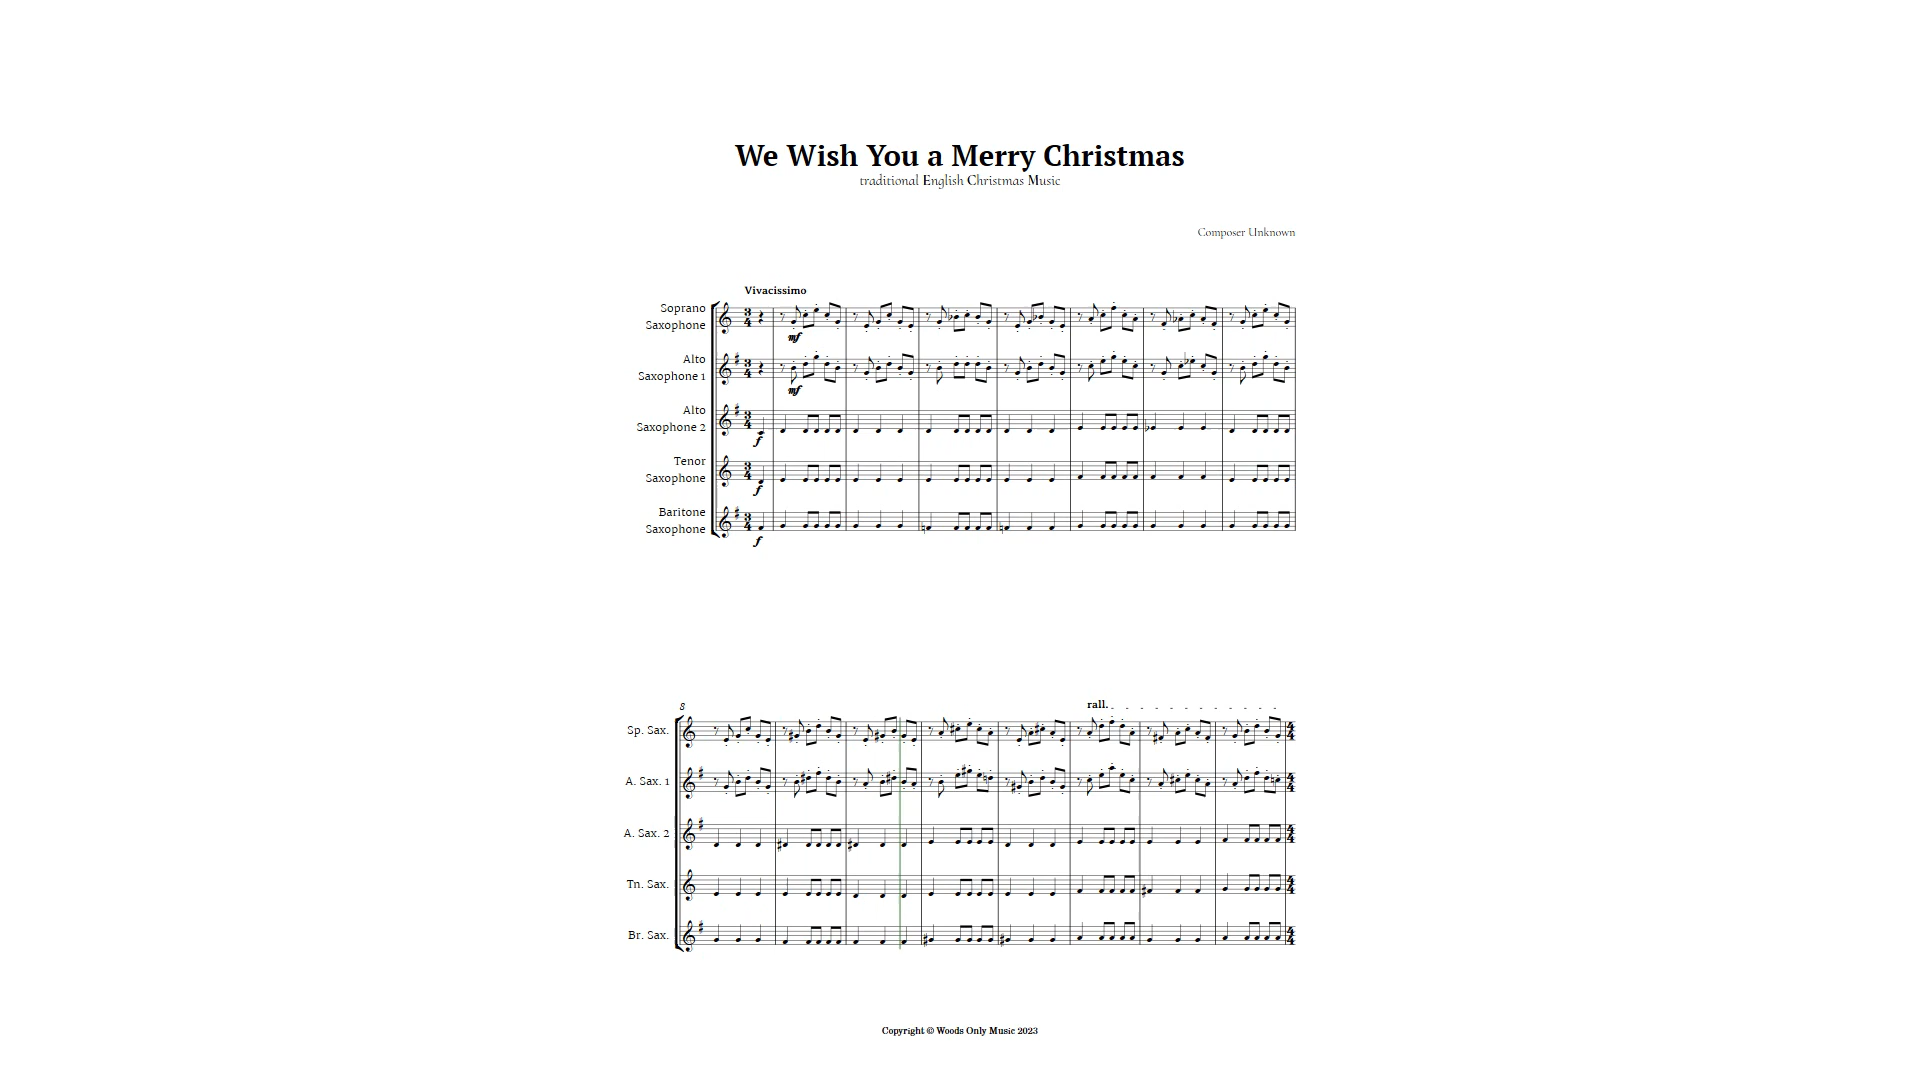 We Wish You a Merry Christmas
traditional English Christmas Music
Composer Unknown
Vivacissimo
Soprano
Saxophone
mf
Alto
Saxophone 1
mf
Alto
Saxophone 2
f
Tenor
Saxophone
f
Baritone
Saxophone
f
8
rall.
Sp. Sax.
A. Sax. 1
A. Sax. 2
Tn. Sax.
Br. Sax.
Copyright © Woods Only Music 2023